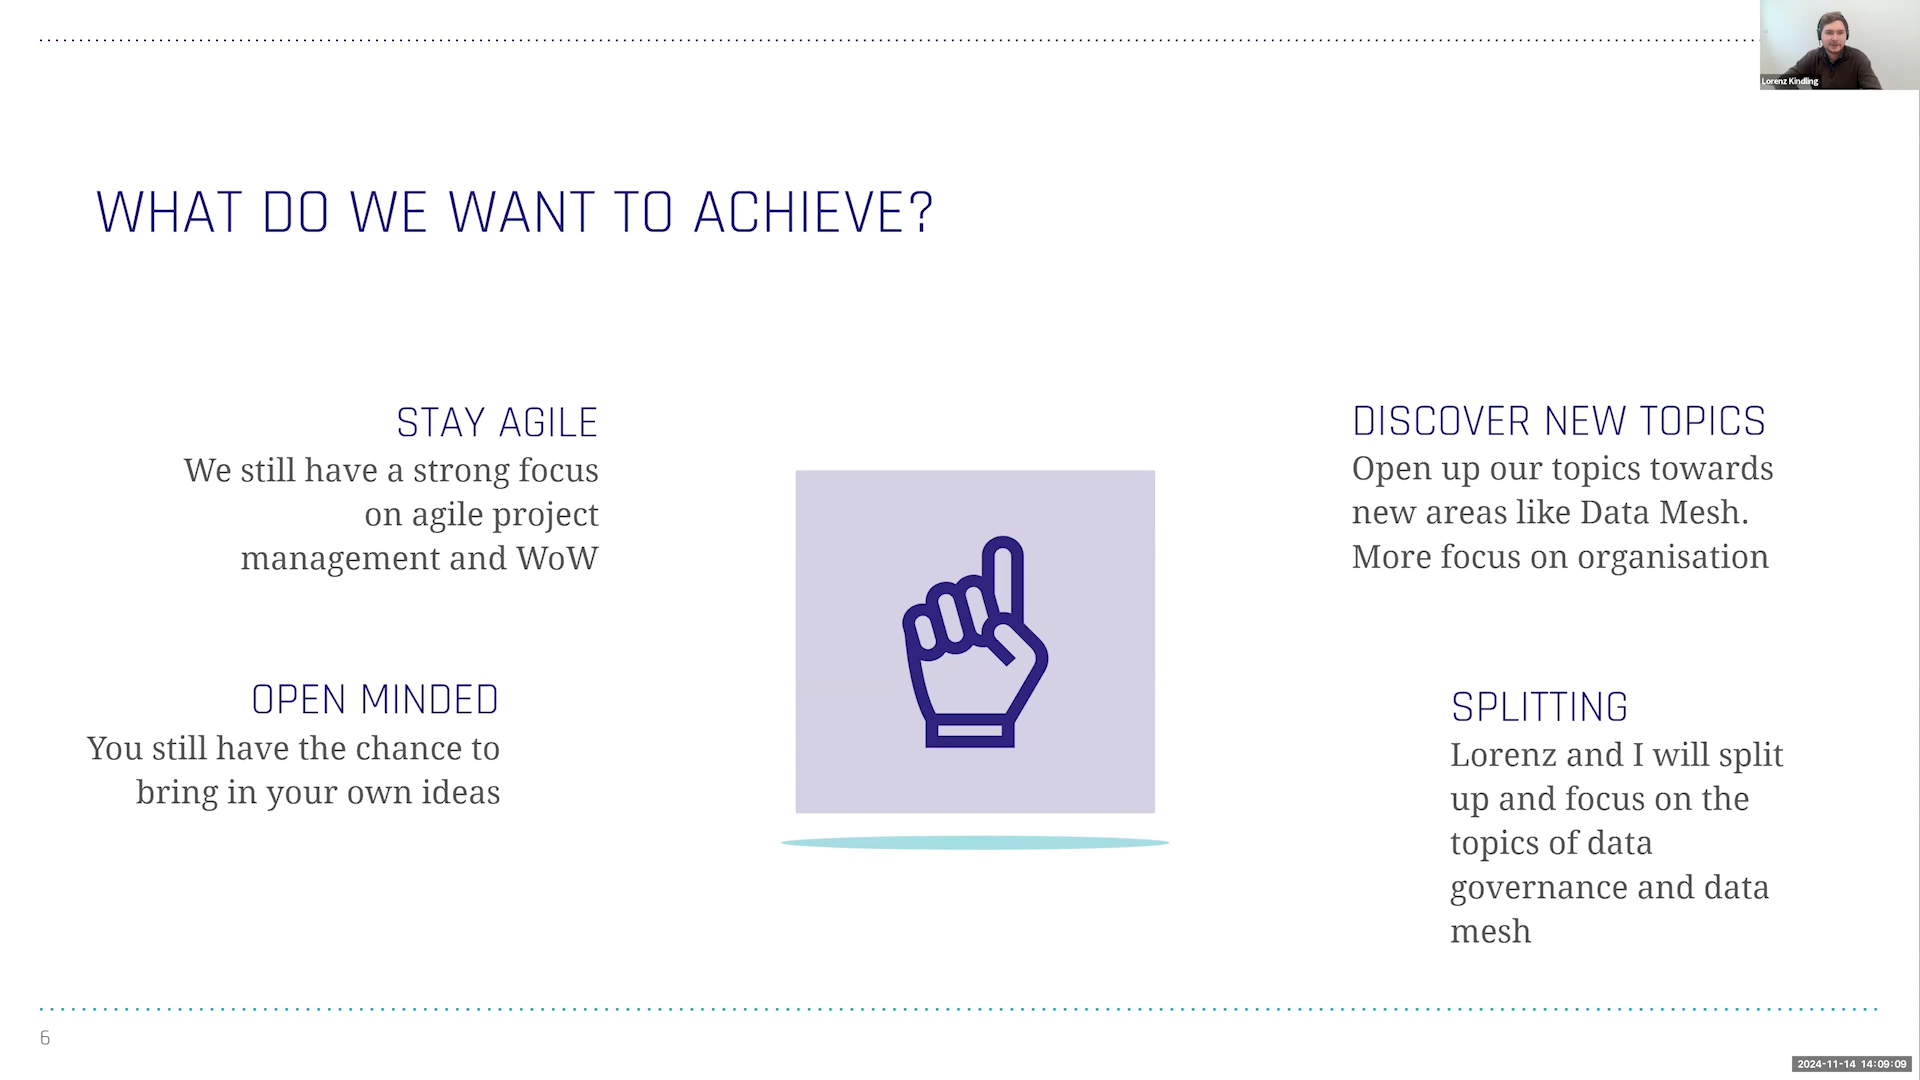 Lorenz Kindling
WHAT DO WE WANT TO ACHIEVE?
STAY AGILE
We still have a strong focus
on agile project
management and WoW
DISCOVER NEW TOPICS
Open up our topics towards
new areas like Data Mesh.
More focus on organisation
OPEN MINDED
You still have the chance to
bring in your own ideas
SPLITTING
Lorenz and I will split
up and focus on the
topics of data
governance and data
mesh
6
2024-11-14 14:09:09